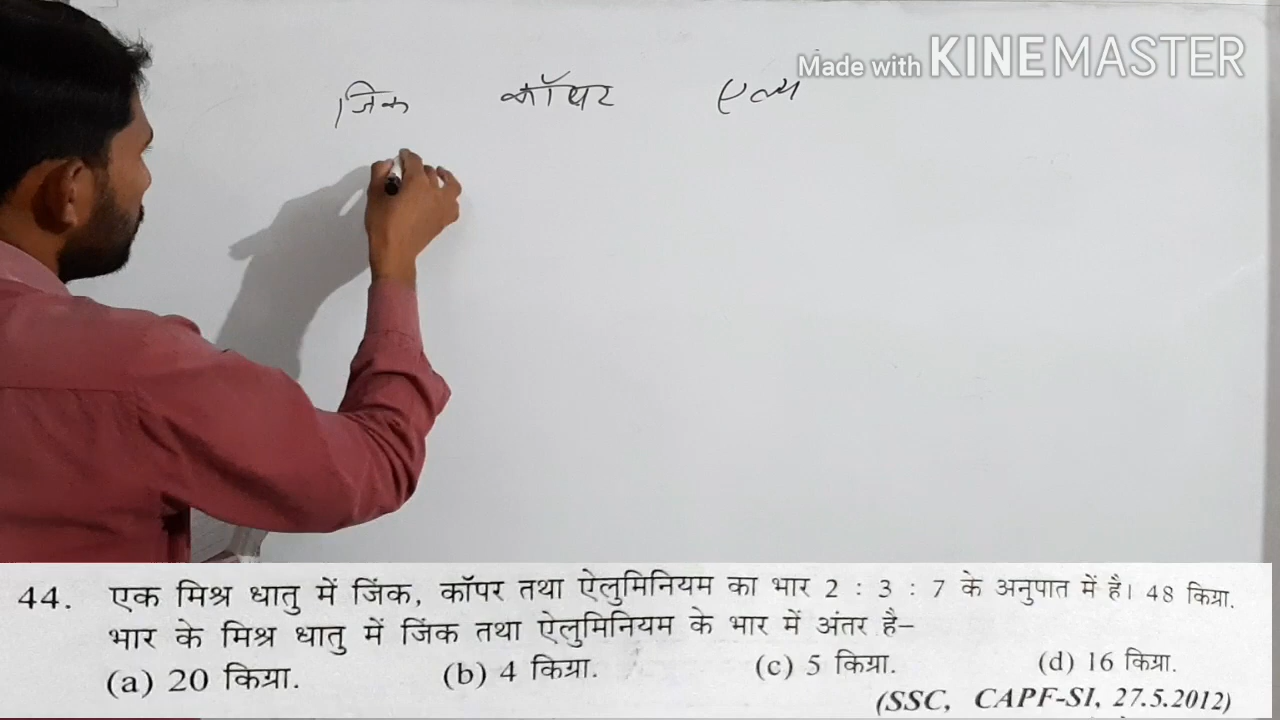 Made with KINEMASTER
जिंक कॉपर एल्यु
44. एक मिश्र धातु में जिंक, कॉपर तथा ऐलुमिनियम का भार 2 : 3 : 7 के अनुपात में है। 48 किग्रा.
भार के मिश्र धातु में जिंक तथा ऐलुमिनियम के भार में अंतर है–
(a) 20 किग्रा. (b) 4 किग्रा. (c) 5 किग्रा. (d) 16 किग्रा.
(SSC, CAPF-SI, 27.5.2012)